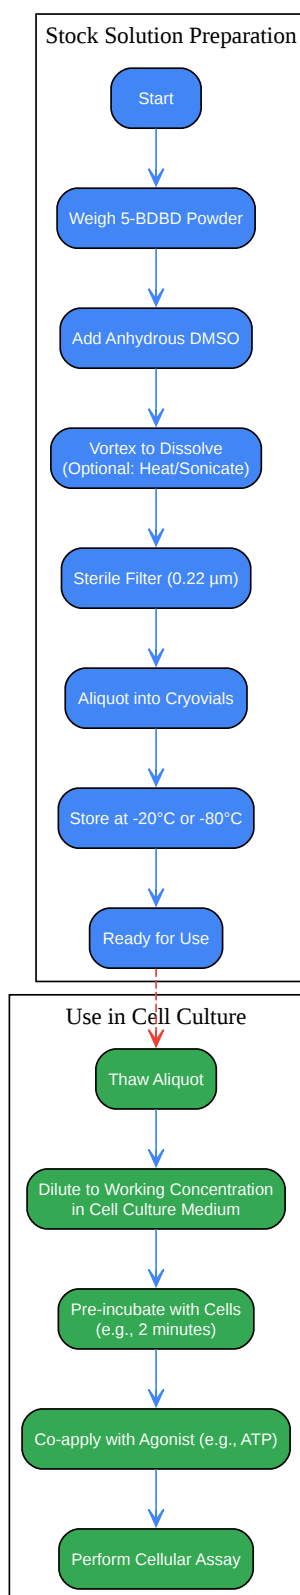 Stock Solution Preparation
Start
Weigh 5-BDBD Powder
Add Anhydrous DMSO
Vortex to Dissolve
(Optional: Heat/Sonicate)
Sterile Filter (0.22 µm)
Aliquot into Cryovials
Store at -20°C or -80°C
Ready for Use
Use in Cell Culture
Thaw Aliquot
Dilute to Working Concentration
in Cell Culture Medium
Pre-incubate with Cells
(e.g., 2 minutes)
Co-apply with Agonist (e.g., ATP)
Perform Cellular Assay